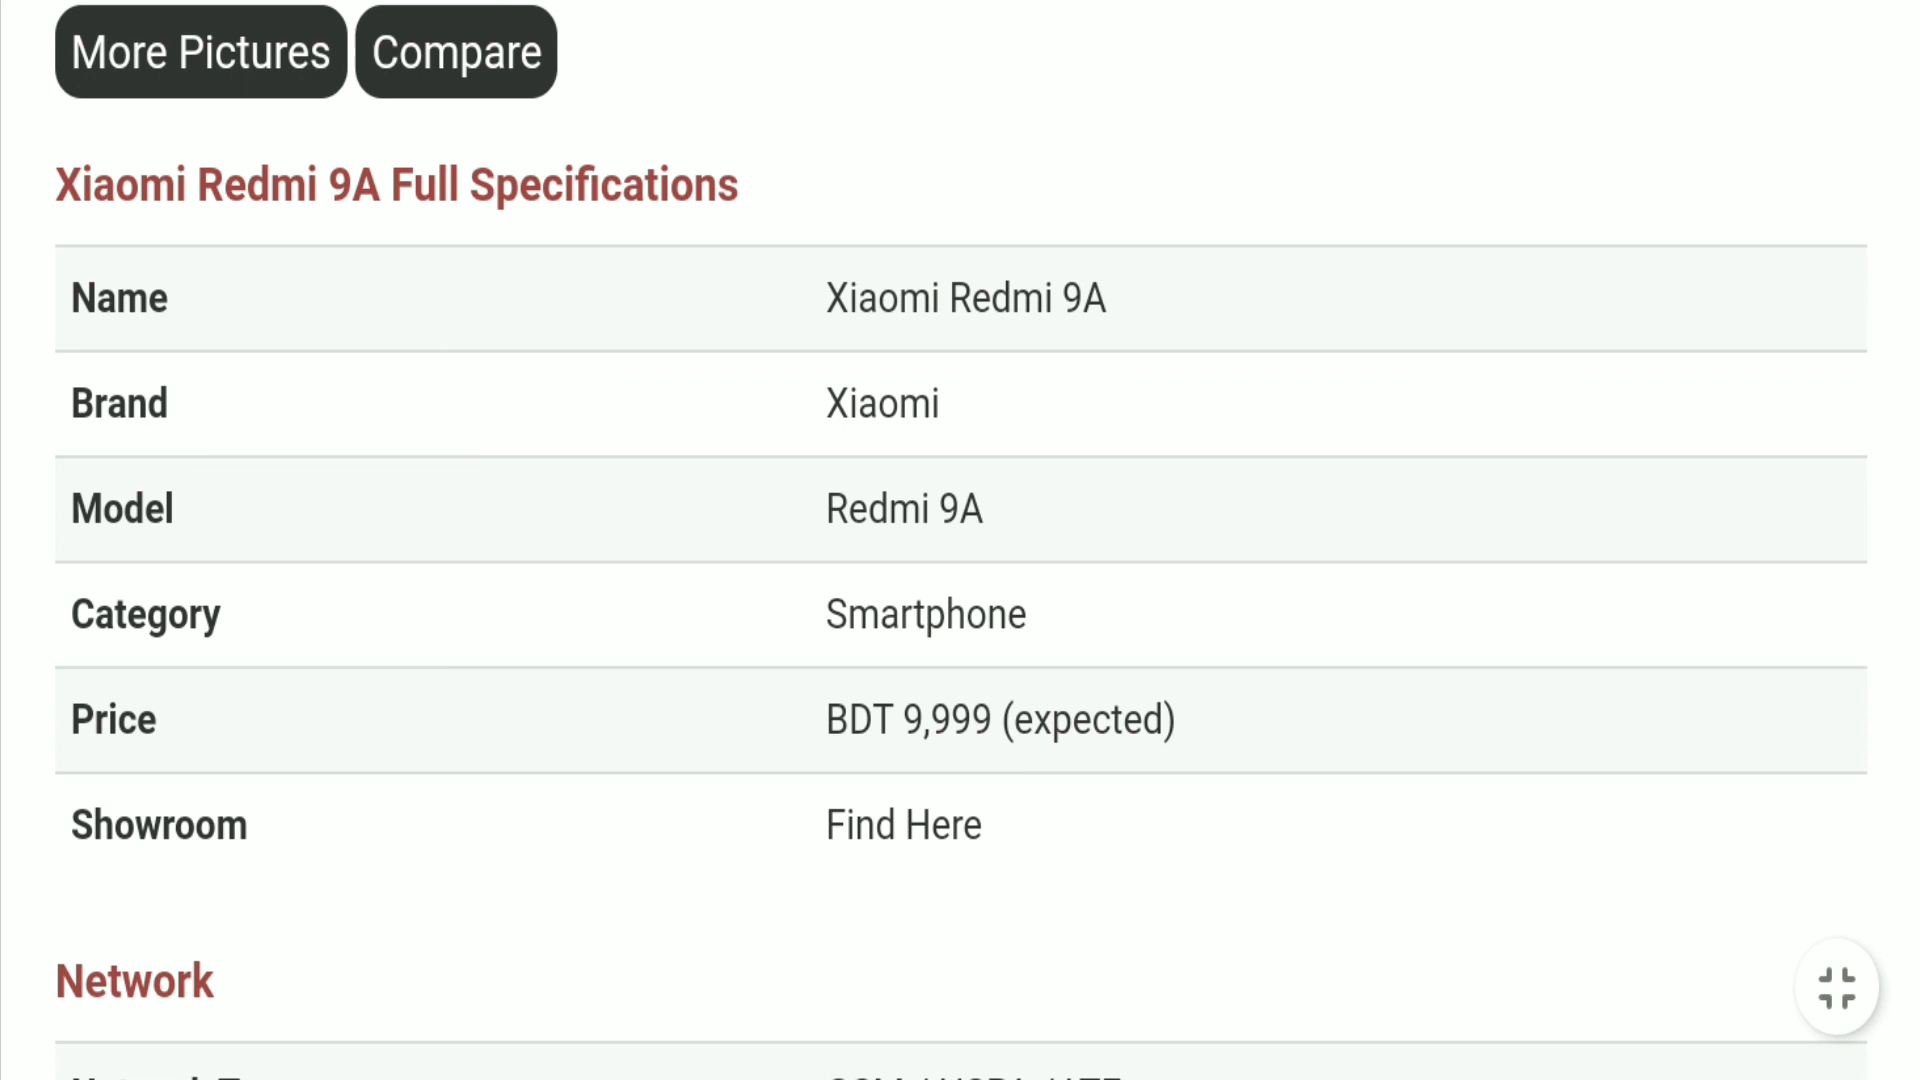 More Pictures Compare
Xiaomi Redmi 9A Full Specifications
Name Xiaomi Redmi 9A
Brand Xiaomi
Model Redmi 9A
Category Smartphone
Price BDT 9,999 (expected)
Showroom Find Here
Network